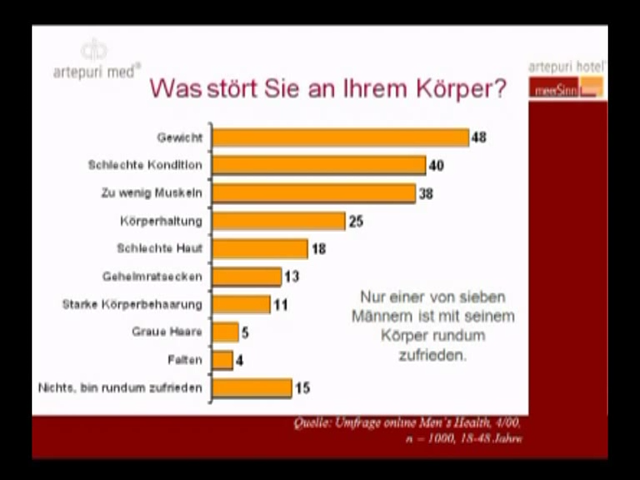 artepuri med®
artepuri hotel
meerSinn
Was stört Sie an Ihrem Körper?
Gewicht 48
Schlechte Kondition 40
Zu wenig Muskeln 38
Körperhaltung 25
Schlechte Haut 18
Geheimratsecken 13
Starke Körperbehaarung 11
Graue Haare 5
Falten 4
Nichts, bin rundum zufrieden 15
Nur einer von sieben
Männern ist mit seinem
Körper rundum
zufrieden.
Quelle: Umfrage online Men's Health, 4/00,
n = 1000, 18-48 Jahre